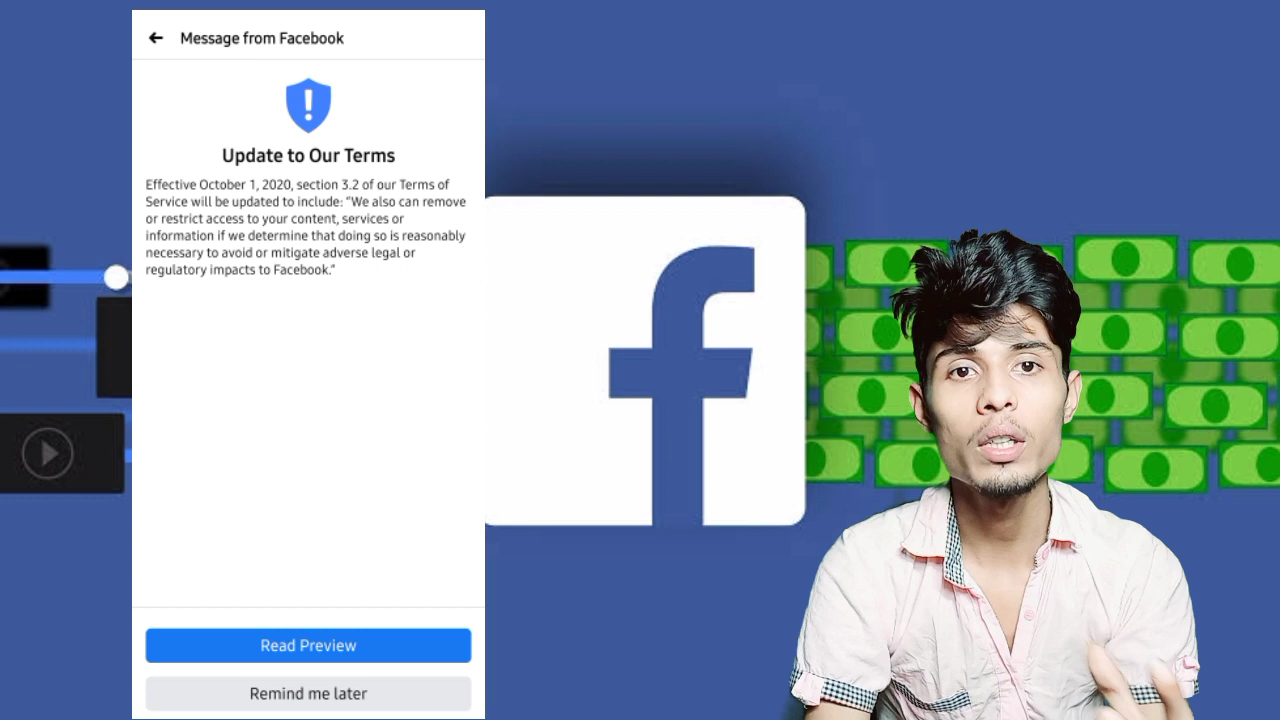 Message from Facebook
Update to Our Terms
Effective October 1, 2020, section 3.2 of our Terms of
Service will be updated to include: “We also can remove
or restrict access to your content, services or
information if we determine that doing so is reasonably
necessary to avoid or mitigate adverse legal or
regulatory impacts to Facebook.”
Read Preview
Remind me later